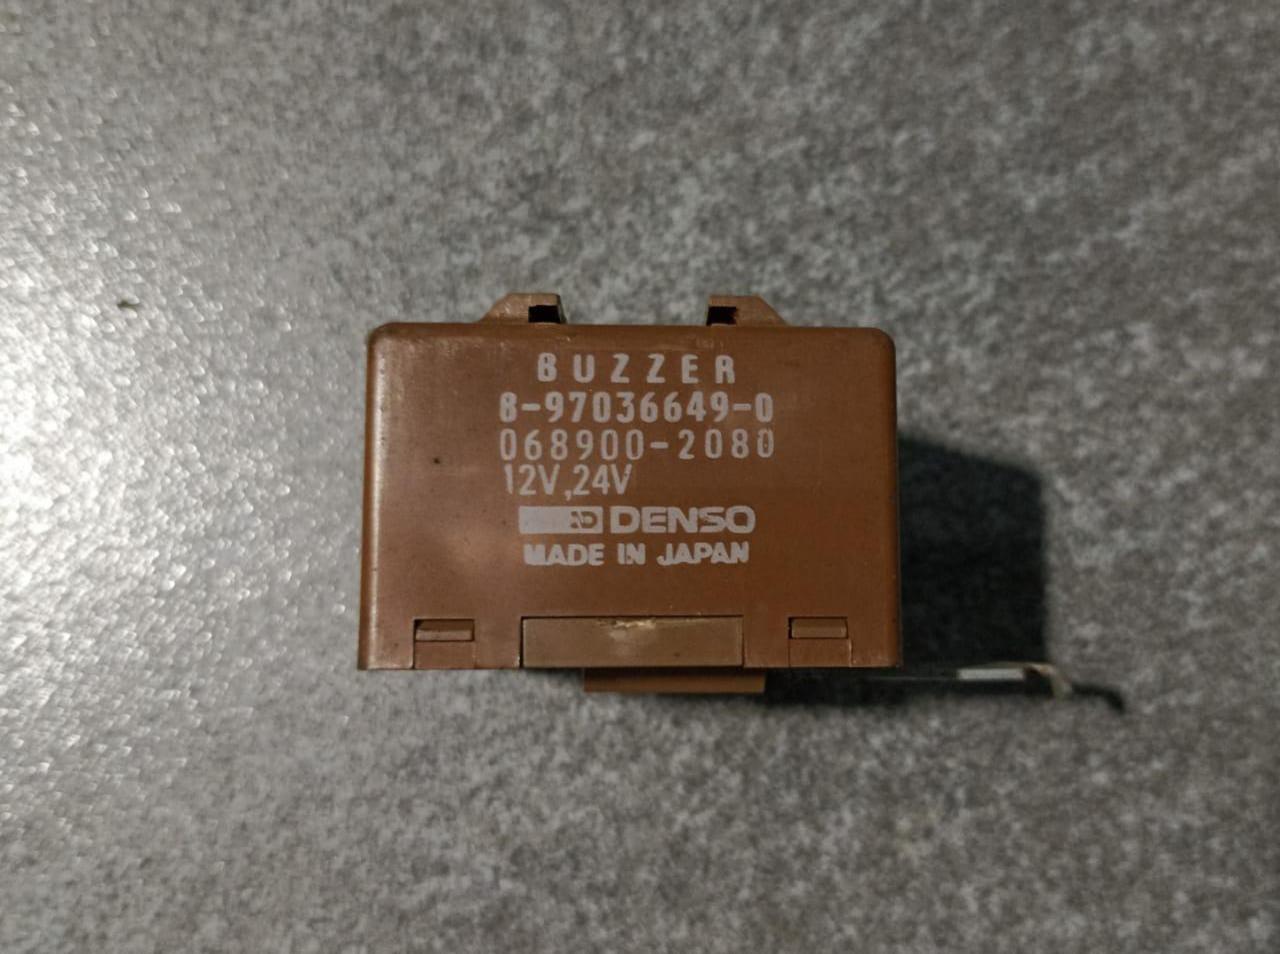 BUZZER
8-97036649-0
068900-2080
12V,24V
DENSO
MADE IN JAPAN